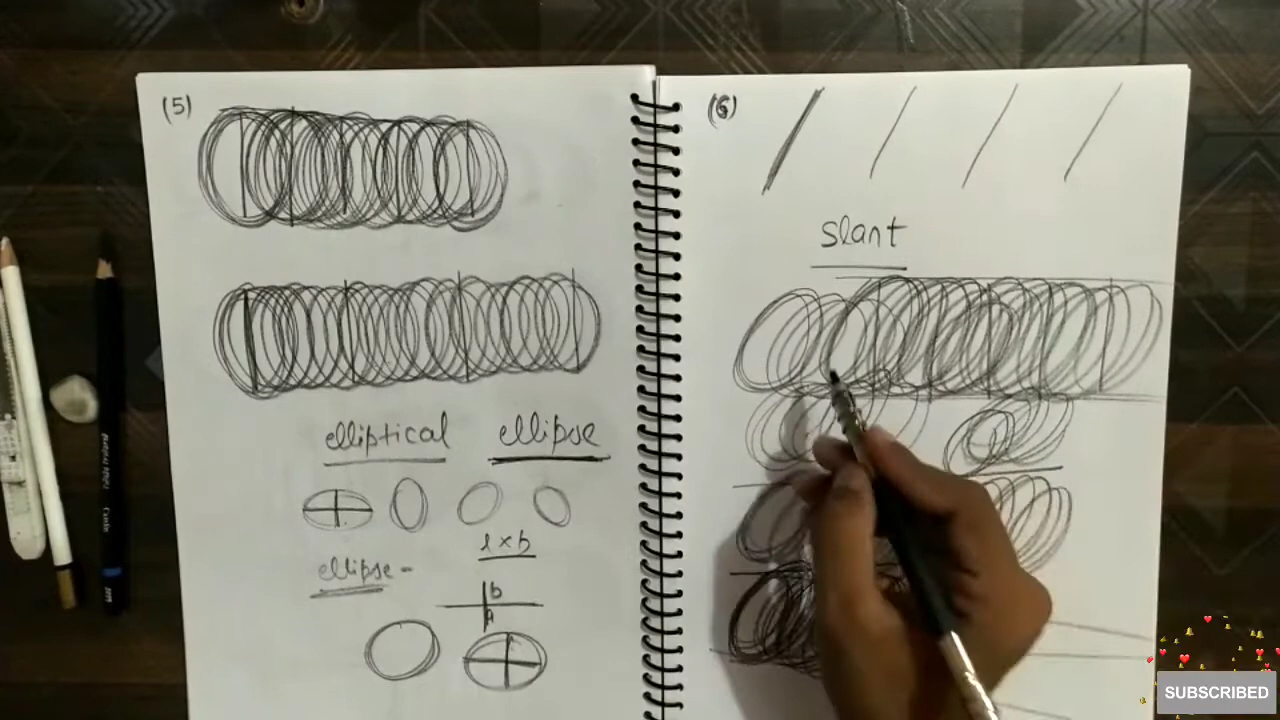 (5)
elliptical ellipse
l x b
ellipse -
b
(6)
slant
SUBSCRIBED